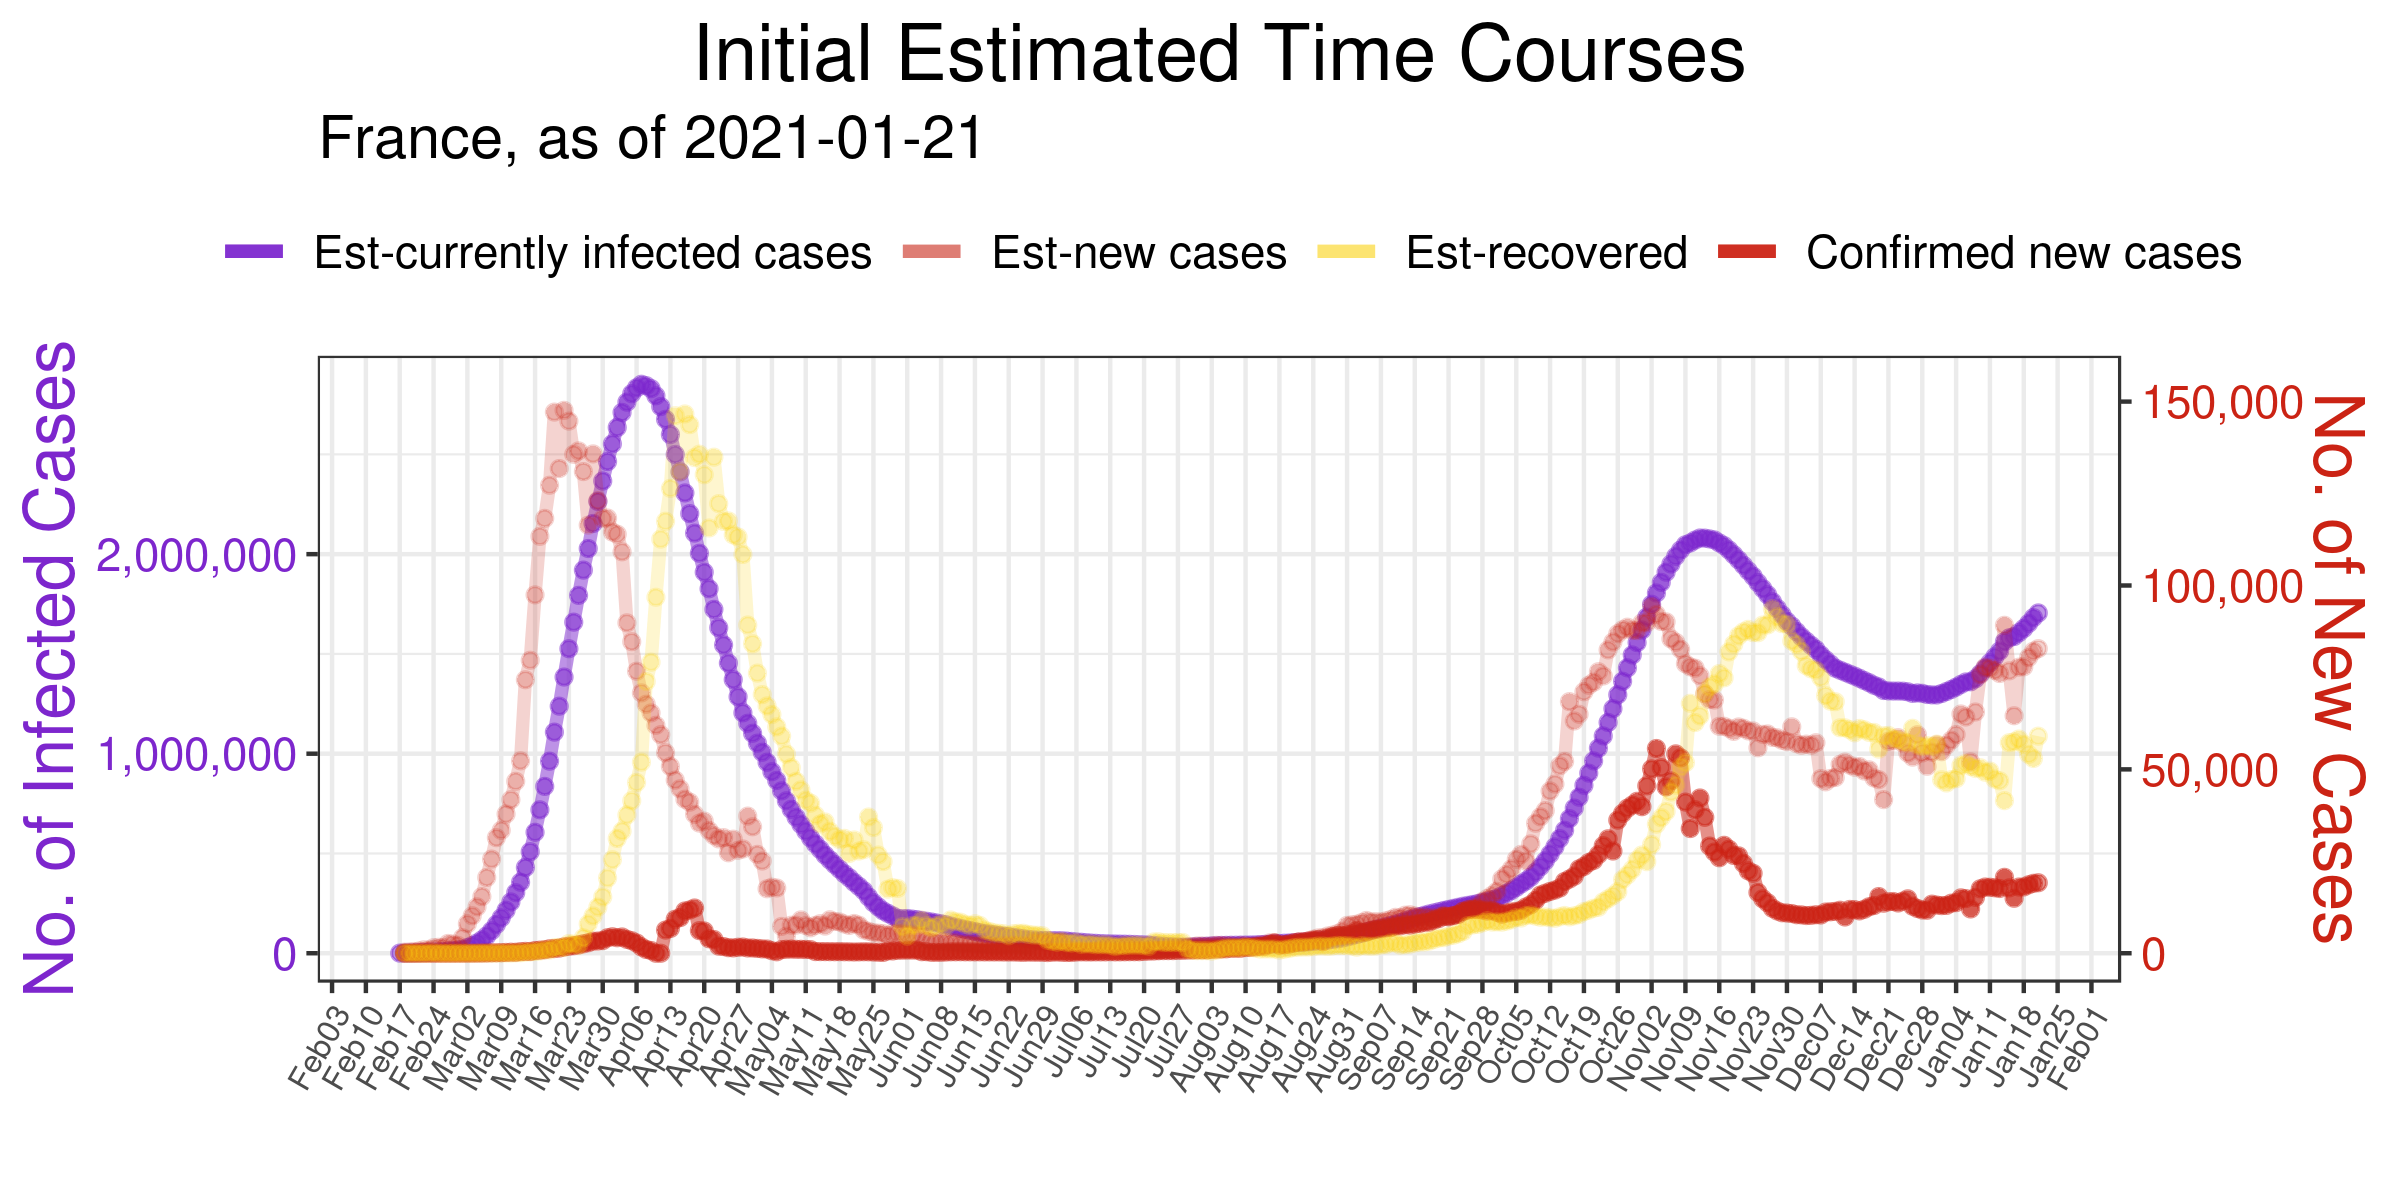 Initial Estimated Time Courses
France, as of 2021-01-21
Est-currently infected cases Est-new cases Est-recovered Confirmed new cases
No. of Infected Cases
2,000,000
1,000,000
0
150,000
100,000
50,000
0
No. of New Cases
Feb03 Feb10 Feb17 Feb24 Mar02 Mar09 Mar16 Mar23 Mar30 Apr06 Apr13 Apr20 Apr27 May04 May11 May18 May25 Jun01 Jun08 Jun15 Jun22 Jun29 Jul06 Jul13 Jul20 Jul27 Aug03 Aug10 Aug17 Aug24 Aug31 Sep07 Sep14 Sep21 Sep28 Oct05 Oct12 Oct19 Oct26 Nov02 Nov09 Nov16 Nov23 Nov30 Dec07 Dec14 Dec21 Dec28 Jan04 Jan11 Jan18 Jan25 Feb01